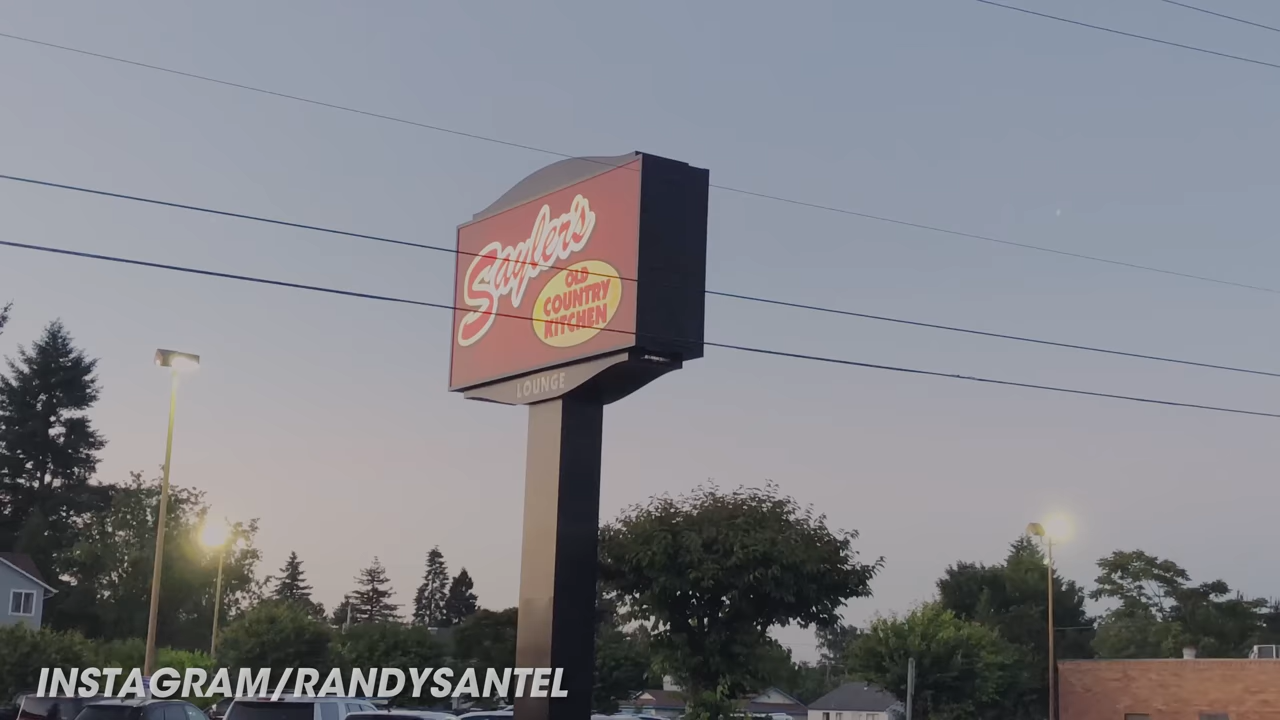 Sayler's
OLD
COUNTRY
KITCHEN
LOUNGE
INSTAGRAM/RANDYSANTEL